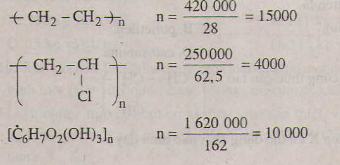 (CH₂ – CH₂)ₙ n = 420 000 / 28 = 15000
(CH₂ – CH)ₙ n = 250000 / 62,5 = 4000
Cl
[C₆H₇O₂(OH)₃]ₙ n = 1 620 000 / 162 = 10 000